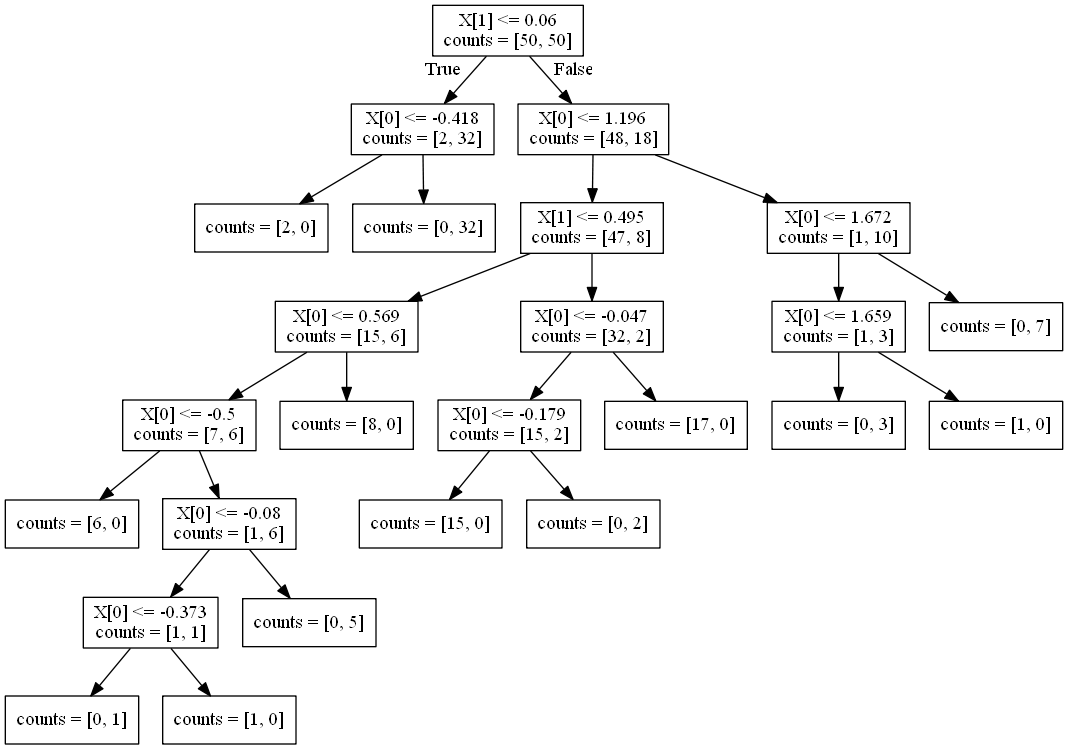 X[1] <= 0.06
counts = [50, 50]
True
False
X[0] <= -0.418
counts = [2, 32]
X[0] <= 1.196
counts = [48, 18]
counts = [2, 0]
counts = [0, 32]
X[1] <= 0.495
counts = [47, 8]
X[0] <= 1.672
counts = [1, 10]
X[0] <= 0.569
counts = [15, 6]
X[0] <= -0.047
counts = [32, 2]
X[0] <= 1.659
counts = [1, 3]
counts = [0, 7]
X[0] <= -0.5
counts = [7, 6]
counts = [8, 0]
X[0] <= -0.179
counts = [15, 2]
counts = [17, 0]
counts = [0, 3]
counts = [1, 0]
counts = [6, 0]
X[0] <= -0.08
counts = [1, 6]
counts = [15, 0]
counts = [0, 2]
X[0] <= -0.373
counts = [1, 1]
counts = [0, 5]
counts = [0, 1]
counts = [1, 0]